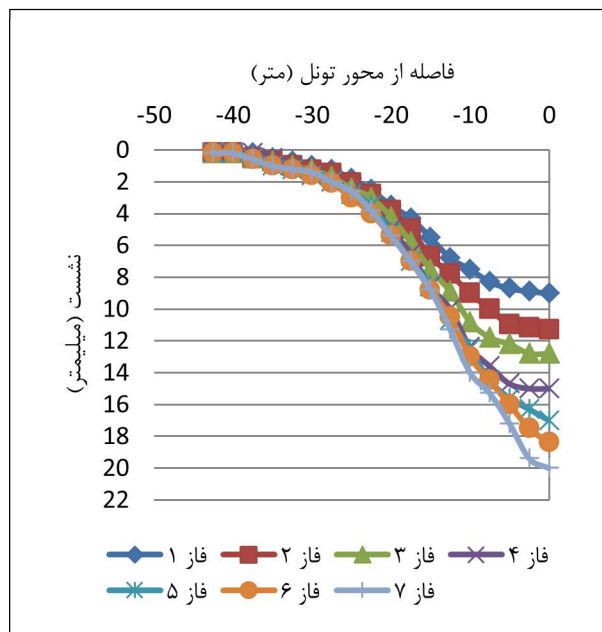 فاصله از محور تونل (متر)
-50 -40 -30 -20 -10 0
0
2
4
6
8
10
12
14
16
18
20
22
نشست (میلیمتر)
فاز ۱ فاز ۲ فاز ۳ فاز ۴
فاز ۵ فاز ۶ فاز ۷